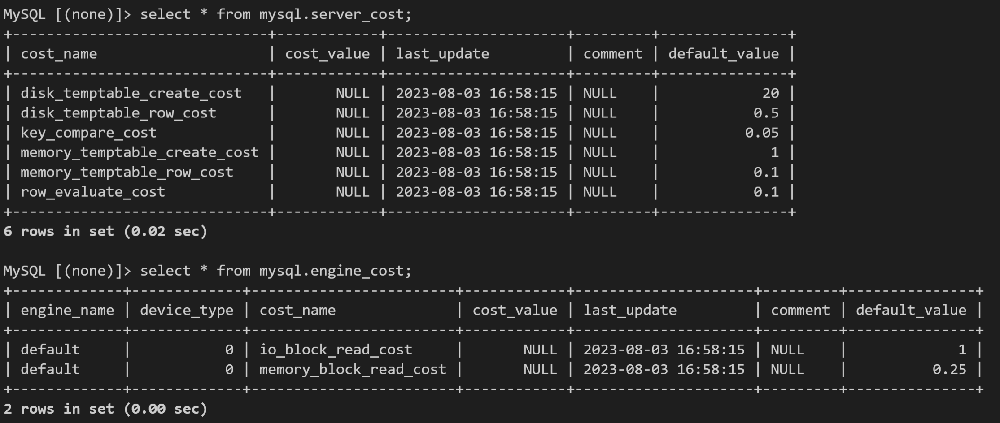 MySQL [(none)]> select * from mysql.server_cost;
+------------------------------+------------+---------------------+---------+---------------+
| cost_name                    | cost_value | last_update         | comment | default_value |
+------------------------------+------------+---------------------+---------+---------------+
| disk_temptable_create_cost   |       NULL | 2023-08-03 16:58:15 | NULL    |            20 |
| disk_temptable_row_cost      |       NULL | 2023-08-03 16:58:15 | NULL    |           0.5 |
| key_compare_cost             |       NULL | 2023-08-03 16:58:15 | NULL    |          0.05 |
| memory_temptable_create_cost |       NULL | 2023-08-03 16:58:15 | NULL    |             1 |
| memory_temptable_row_cost    |       NULL | 2023-08-03 16:58:15 | NULL    |           0.1 |
| row_evaluate_cost            |       NULL | 2023-08-03 16:58:15 | NULL    |           0.1 |
+------------------------------+------------+---------------------+---------+---------------+
6 rows in set (0.02 sec)

MySQL [(none)]> select * from mysql.engine_cost;
+-------------+-------------+------------------------+------------+---------------------+---------+---------------+
| engine_name | device_type | cost_name              | cost_value | last_update         | comment | default_value |
+-------------+-------------+------------------------+------------+---------------------+---------+---------------+
| default     |           0 | io_block_read_cost     |       NULL | 2023-08-03 16:58:15 | NULL    |             1 |
| default     |           0 | memory_block_read_cost |       NULL | 2023-08-03 16:58:15 | NULL    |          0.25 |
+-------------+-------------+------------------------+------------+---------------------+---------+---------------+
2 rows in set (0.00 sec)